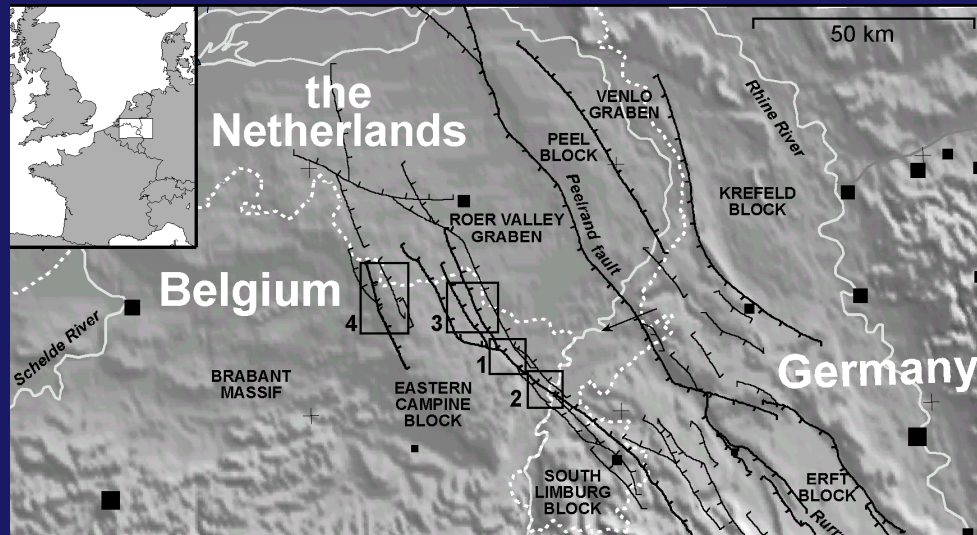 50 km
the
Netherlands
VENLO
GRABEN
Rhine River
PEEL
BLOCK
KREFELD
BLOCK
Peelrand fault
ROER VALLEY
GRABEN
Belgium
4
3
Schelde River
1
2
Germany
BRABANT
MASSIF
EASTERN
CAMPINE
BLOCK
SOUTH
LIMBURG
BLOCK
ERFT
BLOCK